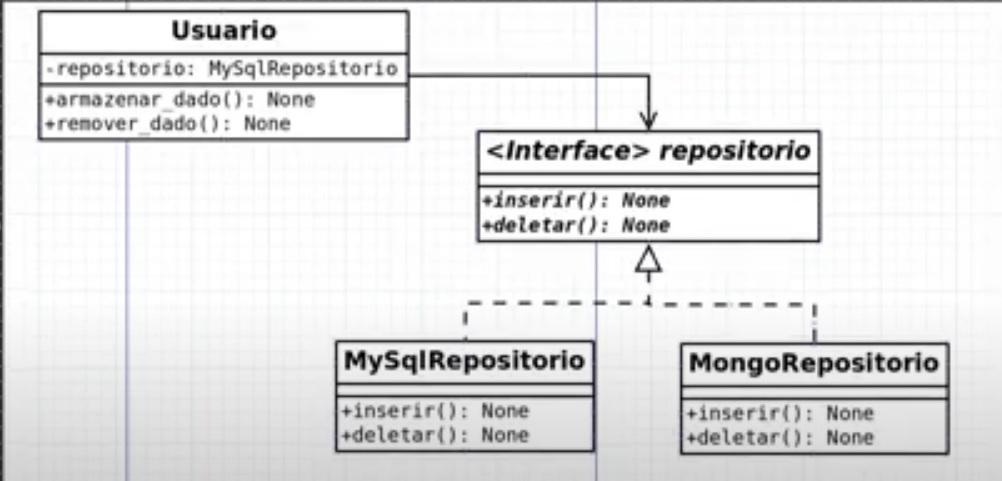 Usuario
-repositorio: MySqlRepositorio
+armazenar_dado(): None
+remover_dado(): None
<Interface> repositorio
+inserir(): None
+deletar(): None
MySqlRepositorio
+inserir(): None
+deletar(): None
MongoRepositorio
+inserir(): None
+deletar(): None